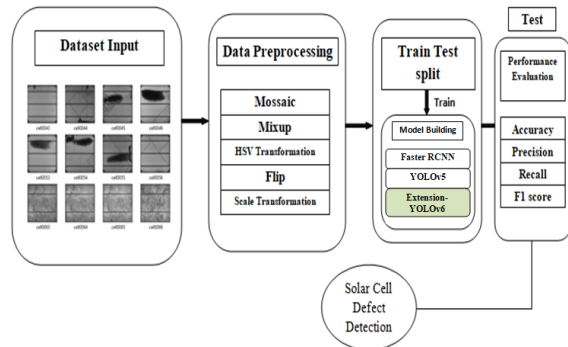 Dataset Input
Data Preprocessing
Mossaic
Mixup
HSV Transformation
Flip
Scale Transformation
Train Test
split
Train
Model Building
Faster RCNN
YOLOv5
Extension-
YOLOv6
Test
Performance
Evaluation
Accuracy
Precision
Recall
F1 score
Solar Cell
Defect
Detection